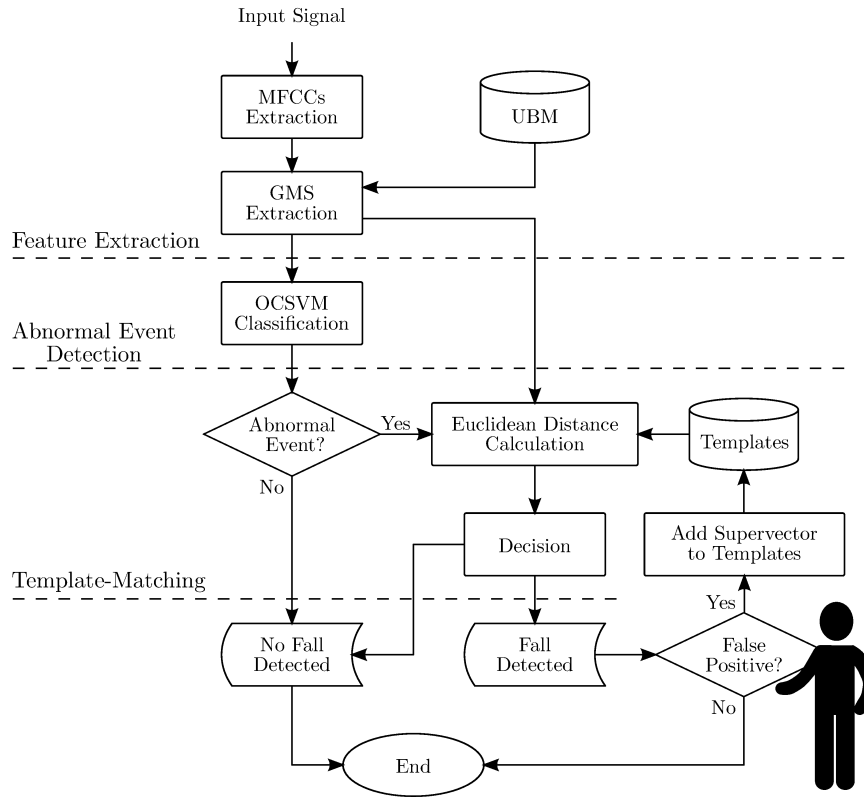 Input Signal
MFCCs
Extraction
UBM
GMS
Extraction
Feature Extraction
OCSVM
Classification
Abnormal Event
Detection
Abnormal
Event?
Yes
Euclidean Distance
Calculation
Templates
No
Decision
Add Supervector
to Templates
Template-Matching
Yes
No Fall
Detected
Fall
Detected
False
Positive?
No
End